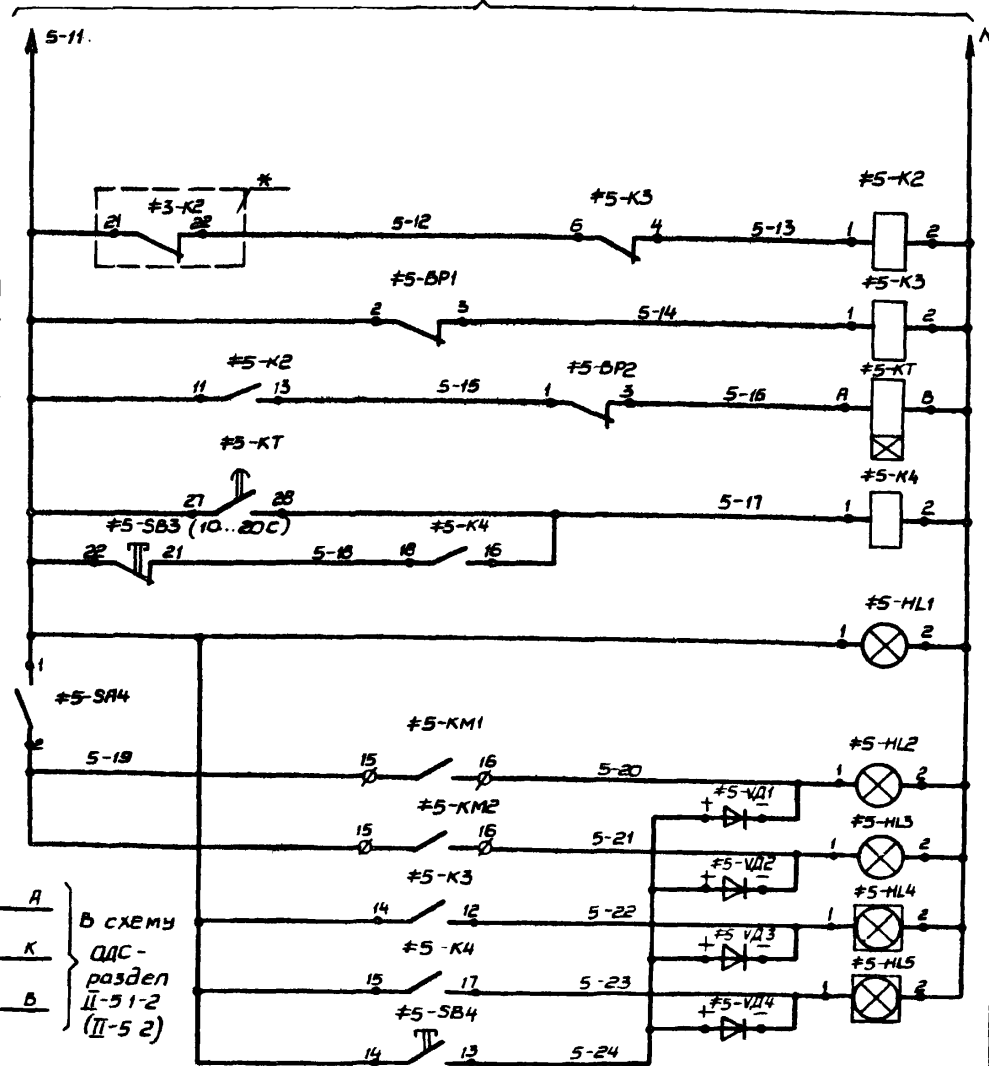 5-11.
*
≠3-K2
21 22
5-12
≠5-K3
6 4
5-13
≠5-K2
1 2
≠5-BP1
2 3
5-14
≠5-K3
1 2
≠5-K2
11 13
5-15
≠5-BP2
1 3
5-16
≠5-KT
A B
≠5-KT
27 28
5-17
≠5-K4
1 2
≠5-SB3 (10...20С)
22 21
5-18
≠5-K4
18 16
≠5-HL1
1 2
1
≠5-SA4
2
5-19
≠5-KM1
15 16
5-20
≠5-HL2
1 2
+ ≠5-VД1 -
≠5-KM2
15 16
5-21
≠5-HL3
1 2
+ ≠5-VД2 -
≠5-K3
14 12
5-22
≠5-HL4
1 2
+ ≠5-VД3 -
≠5-K4
15 17
5-23
≠5-HL5
1 2
+ ≠5-VД4 -
≠5-SB4
14 13
5-24
A
K
B
В схему
ОДС-
раздел
II-5 1-2
(II-5 2)